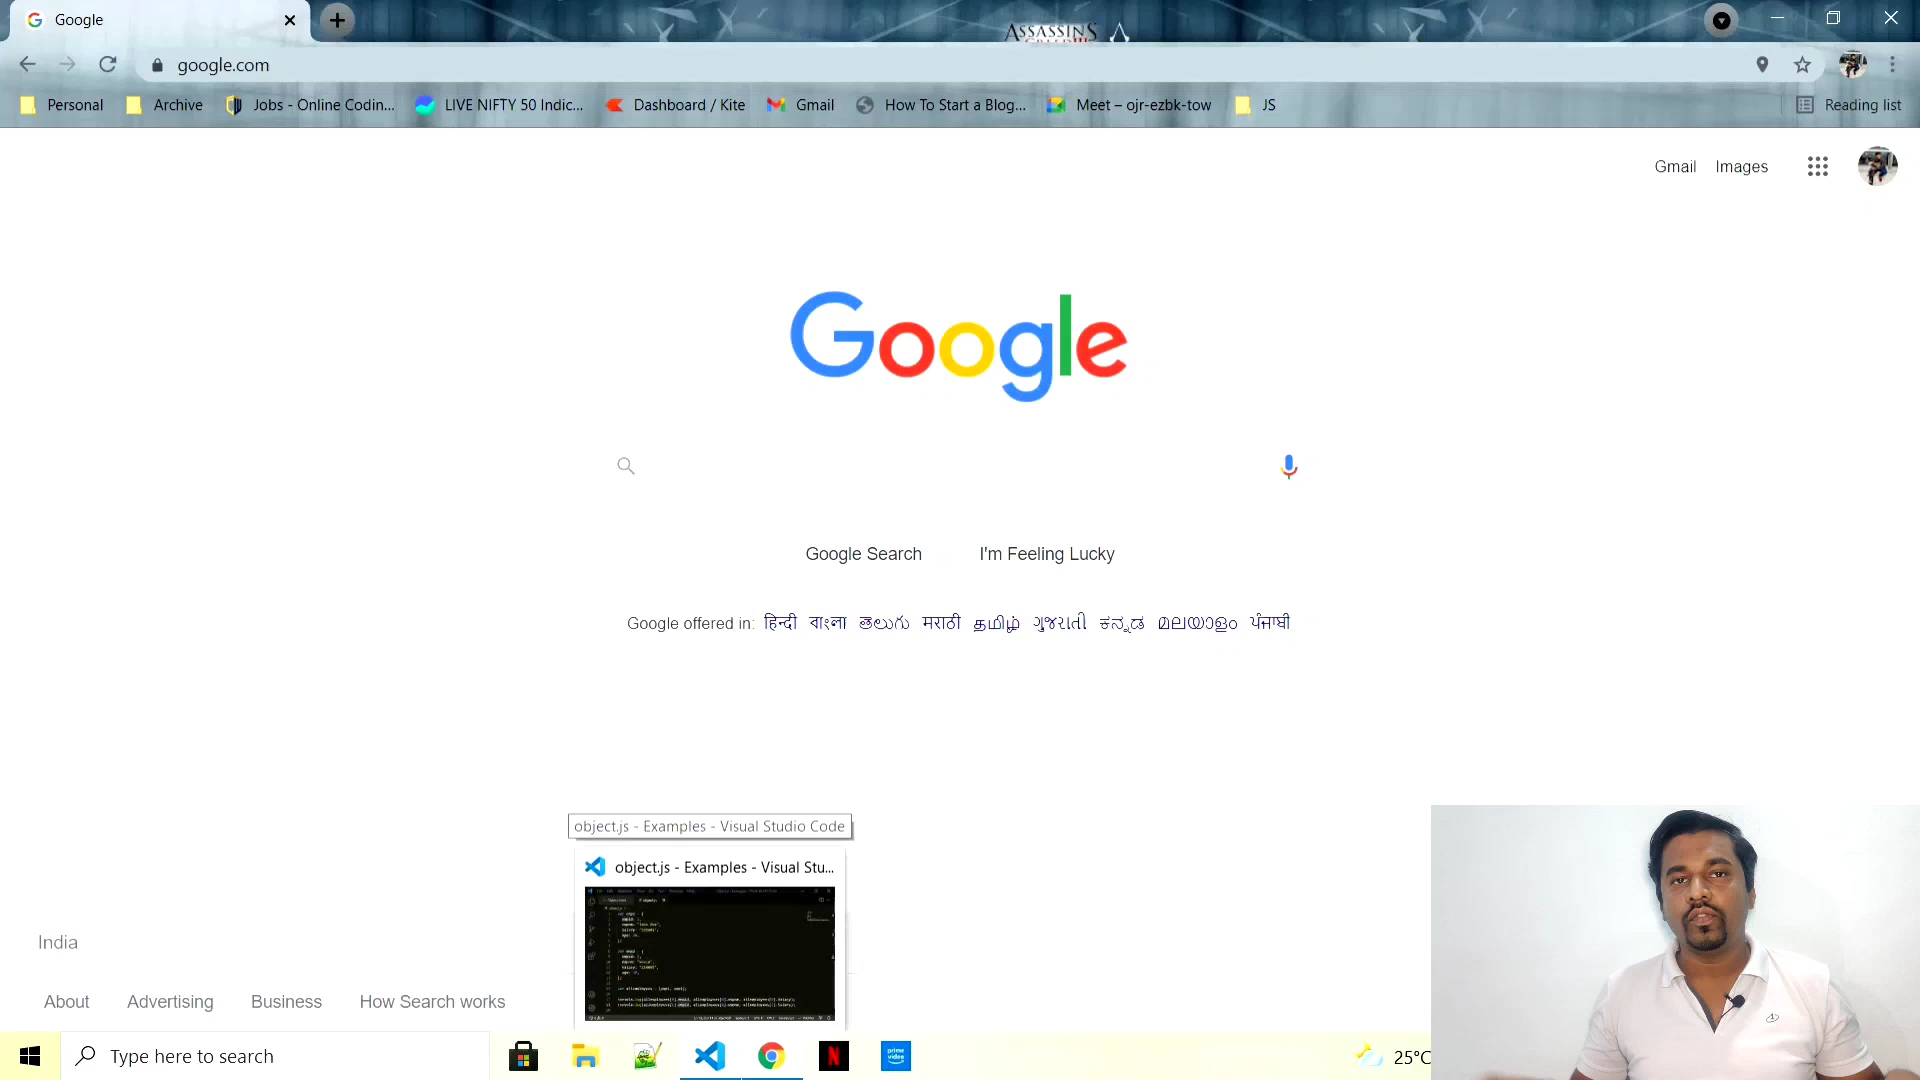 Google
ASSASSINS
google.com
Personal Archive Jobs - Online Codin... LIVE NIFTY 50 Indic... Dashboard / Kite Gmail How To Start a Blog... Meet – ojr-ezbk-tow JS Reading list
Gmail Images
Google
Google Search I'm Feeling Lucky
Google offered in: हिन्दी বাংলা తెలుగు मराठी தமிழ் ગુજરાતી ಕನ್ನಡ മലയാളം ਪੰਜਾਬੀ
object.js - Examples - Visual Studio Code
object.js - Examples - Visual Stu...
India
About Advertising Business How Search works
Type here to search
prime video
25°C